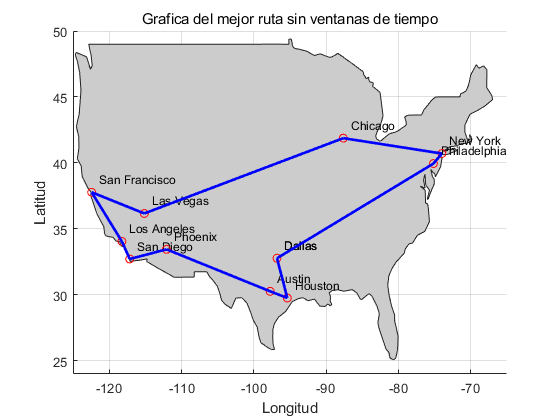 Grafica del mejor ruta sin ventanas de tiempo
50
45
40
35
30
25
Latitud
Chicago
New York
Philadelphia
San Francisco
Las Vegas
Los Angeles
Phoenix
San Diego
Dallas
Austin
Houston
-120
-110
-100
-90
-80
-70
Longitud